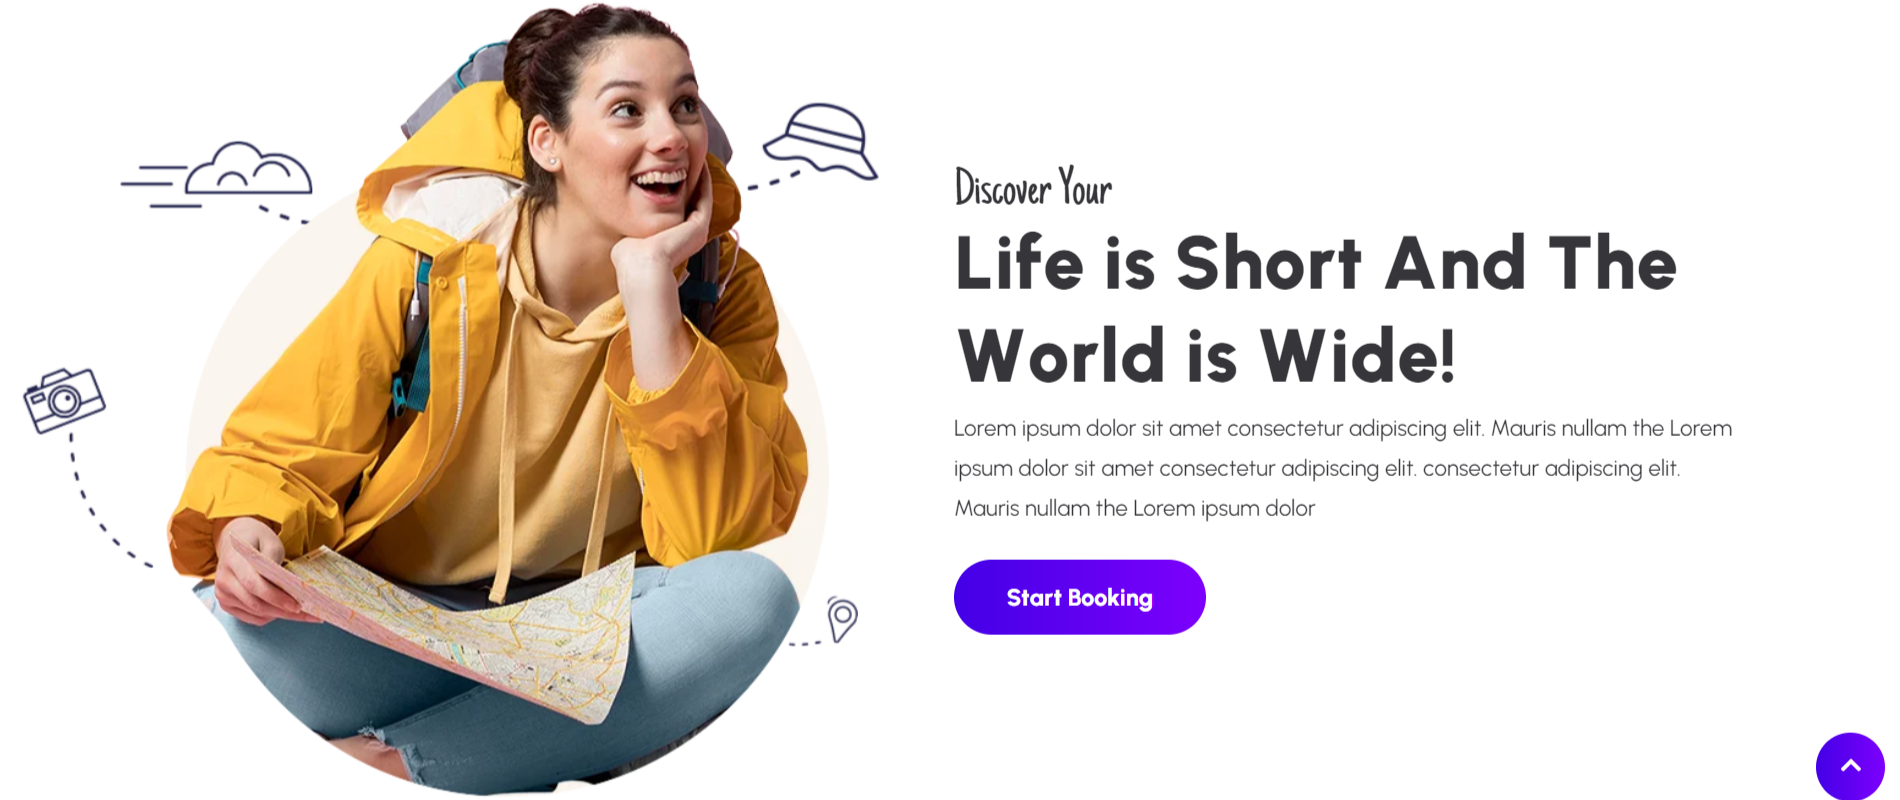 Discover Your
Life is Short And The
World is Wide!
Lorem ipsum dolor sit amet consectetur adipiscing elit. Mauris nullam the Lorem
ipsum dolor sit amet consectetur adipiscing elit. consectetur adipiscing elit.
Mauris nullam the Lorem ipsum dolor
Start Booking